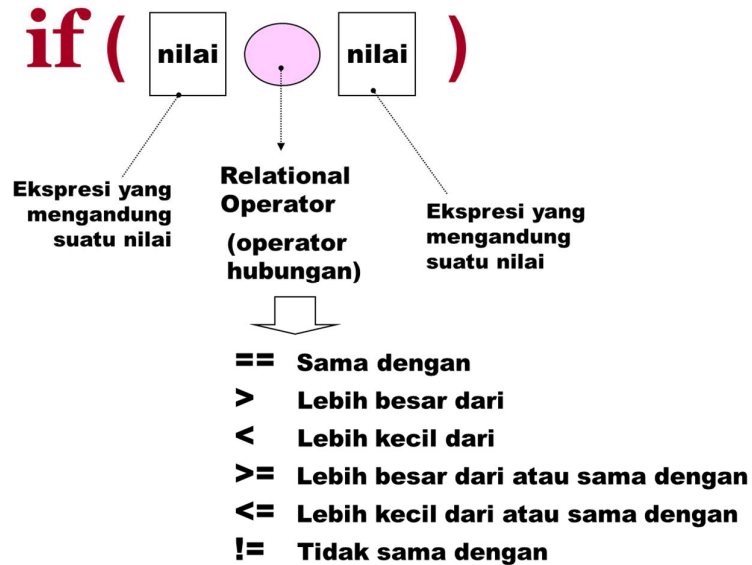 if ( nilai nilai )
Ekspresi yang
mengandung
suatu nilai
Relational
Operator
(operator
hubungan)
Ekspresi yang
mengandung
suatu nilai
== Sama dengan
> Lebih besar dari
< Lebih kecil dari
>= Lebih besar dari atau sama dengan
<= Lebih kecil dari atau sama dengan
!= Tidak sama dengan